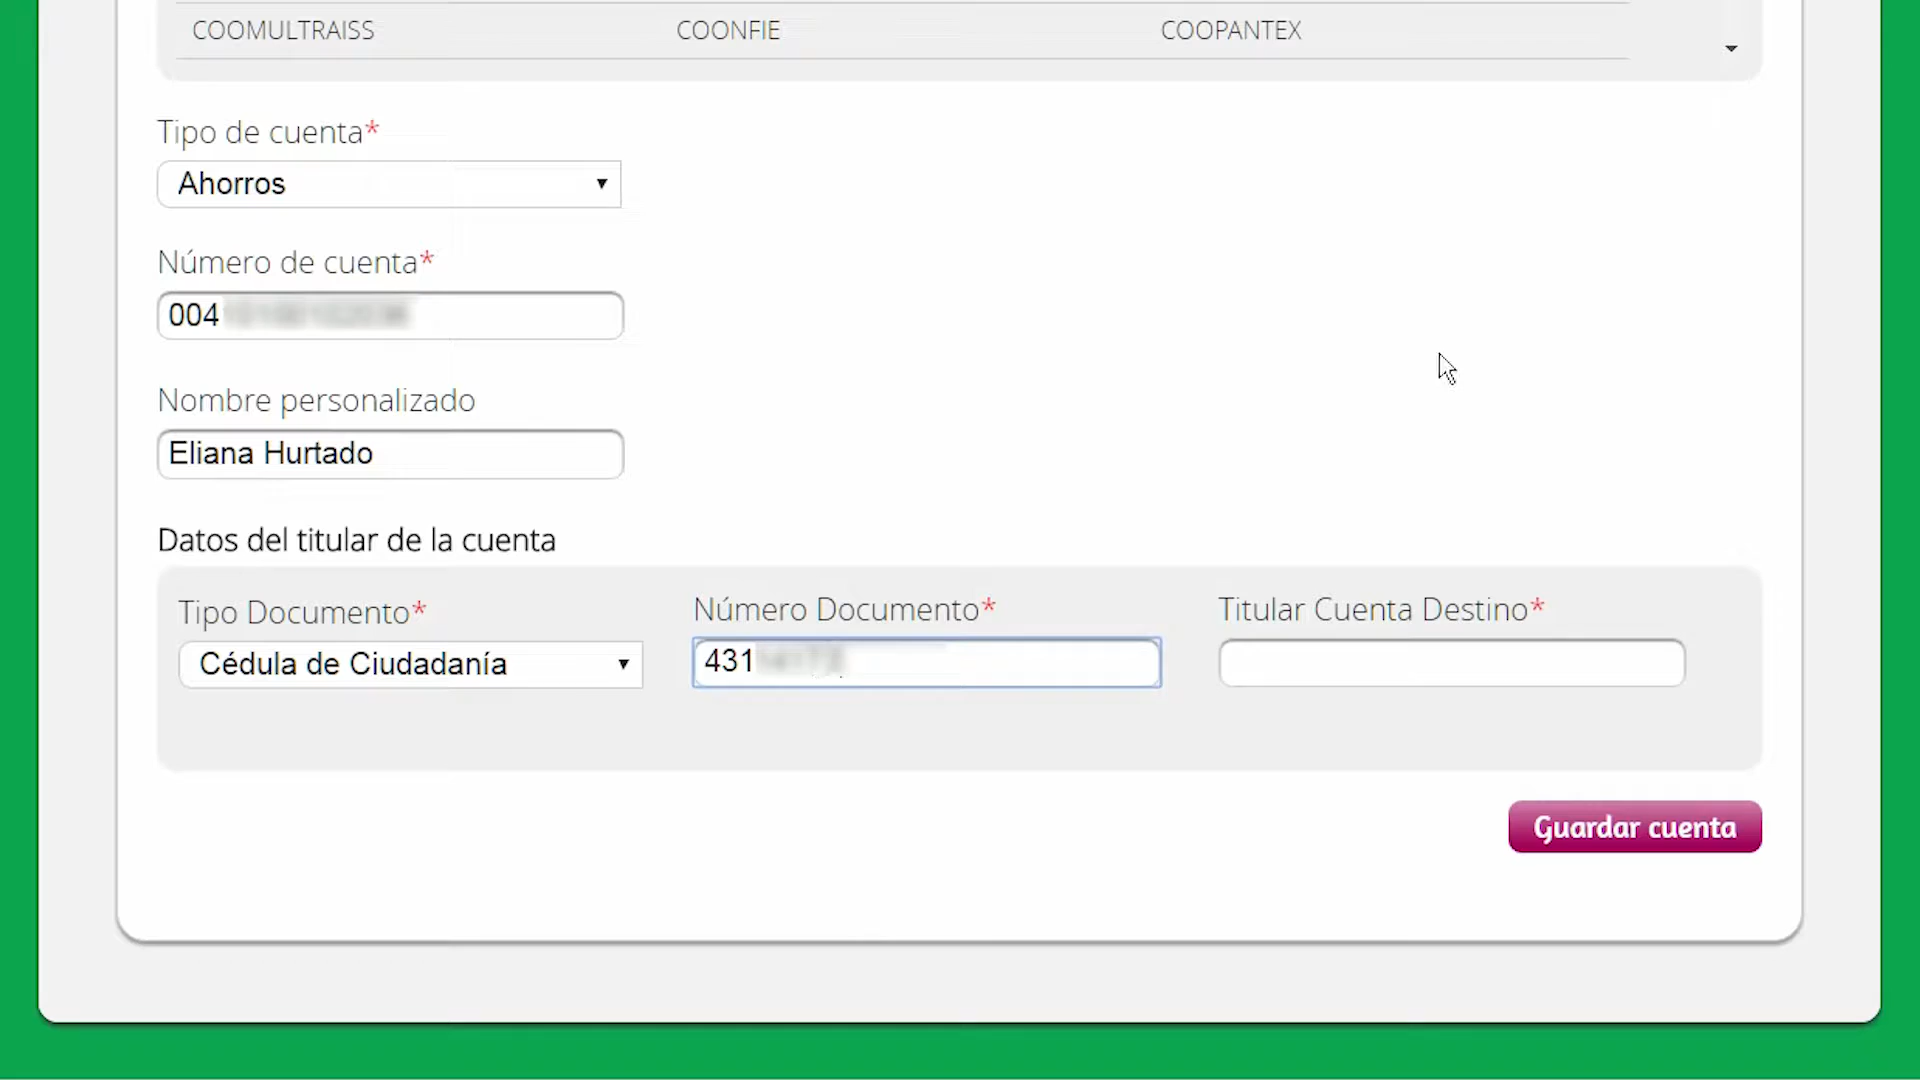 COOMULTRAISS COONFIE COOPANTEX
Tipo de cuenta*
Ahorros
Número de cuenta*
004
Nombre personalizado
Eliana Hurtado
Datos del titular de la cuenta
Tipo Documento* Número Documento* Titular Cuenta Destino*
Cédula de Ciudadanía 431
Guardar cuenta